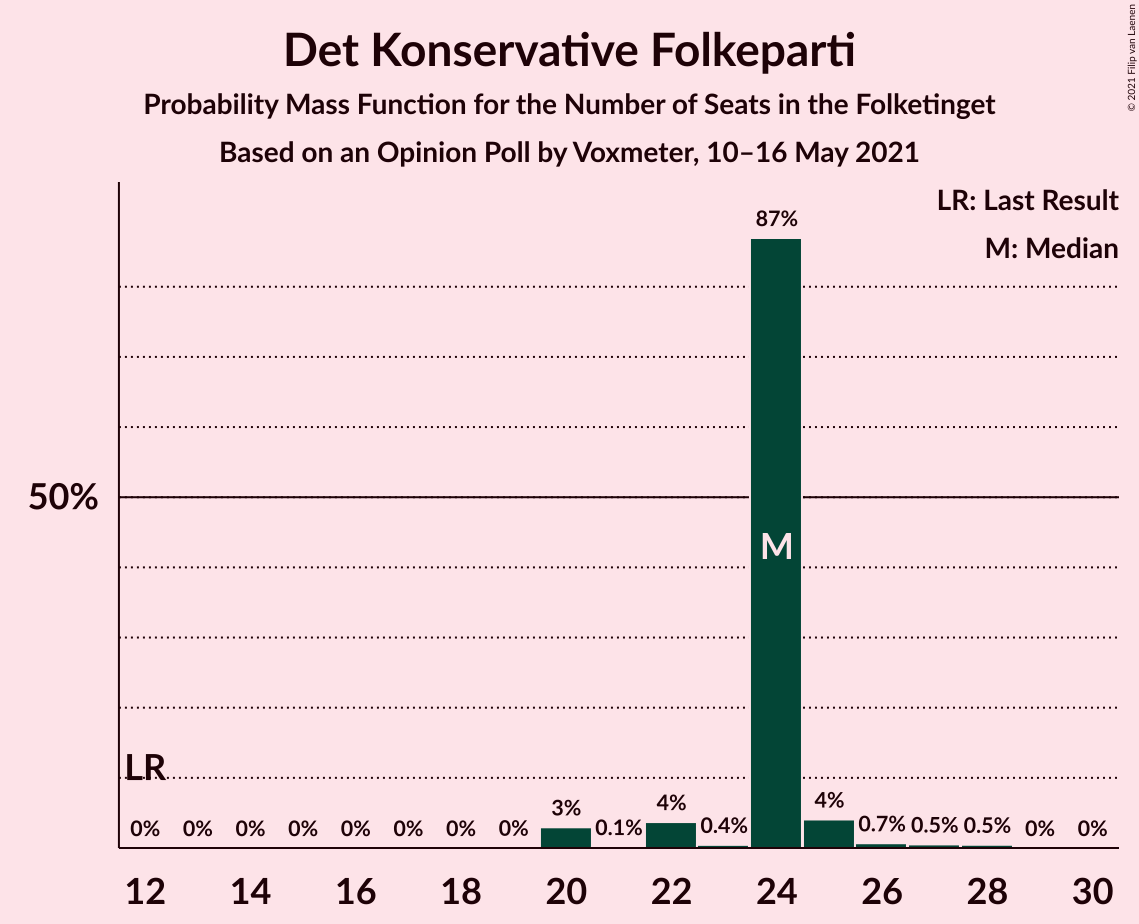 Det Konservative Folkeparti
Probability Mass Function for the Number of Seats in the Folketinget
Based on an Opinion Poll by Voxmeter, 10–16 May 2021
© 2021 Filip van Laenen
LR: Last Result
M: Median
87%
50%
M
LR
0% 0% 0% 0% 0% 0% 0% 0% 3% 0.1% 4% 0.4% 4% 0.7% 0.5% 0.5% 0% 0%
12 14 16 18 20 22 24 26 28 30